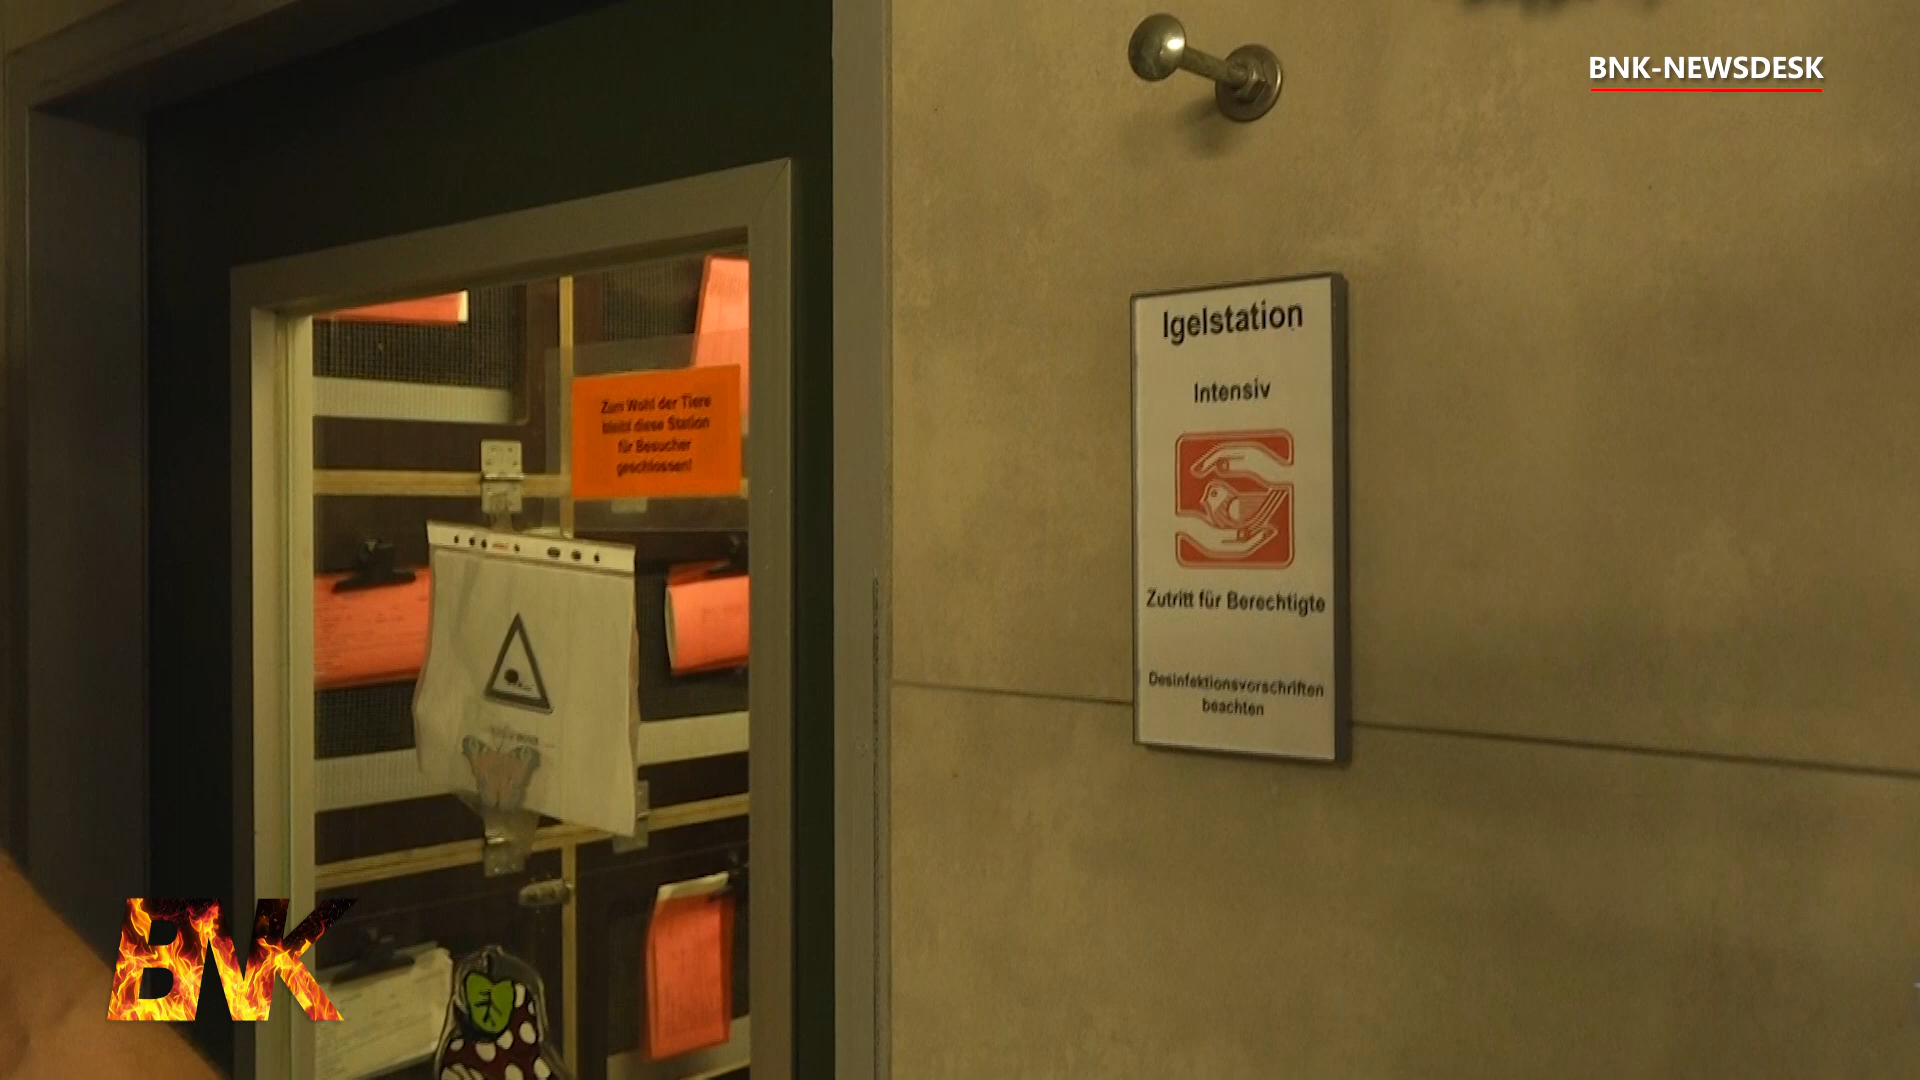 BNK-NEWSDESK
Igelstation
Intensiv
Zutritt für Berechtigte
Desinfektionsvorschriften
beachten
Zum Wohl der Tiere
bleibt diese Station
für Besucher
geschlossen!
BNK